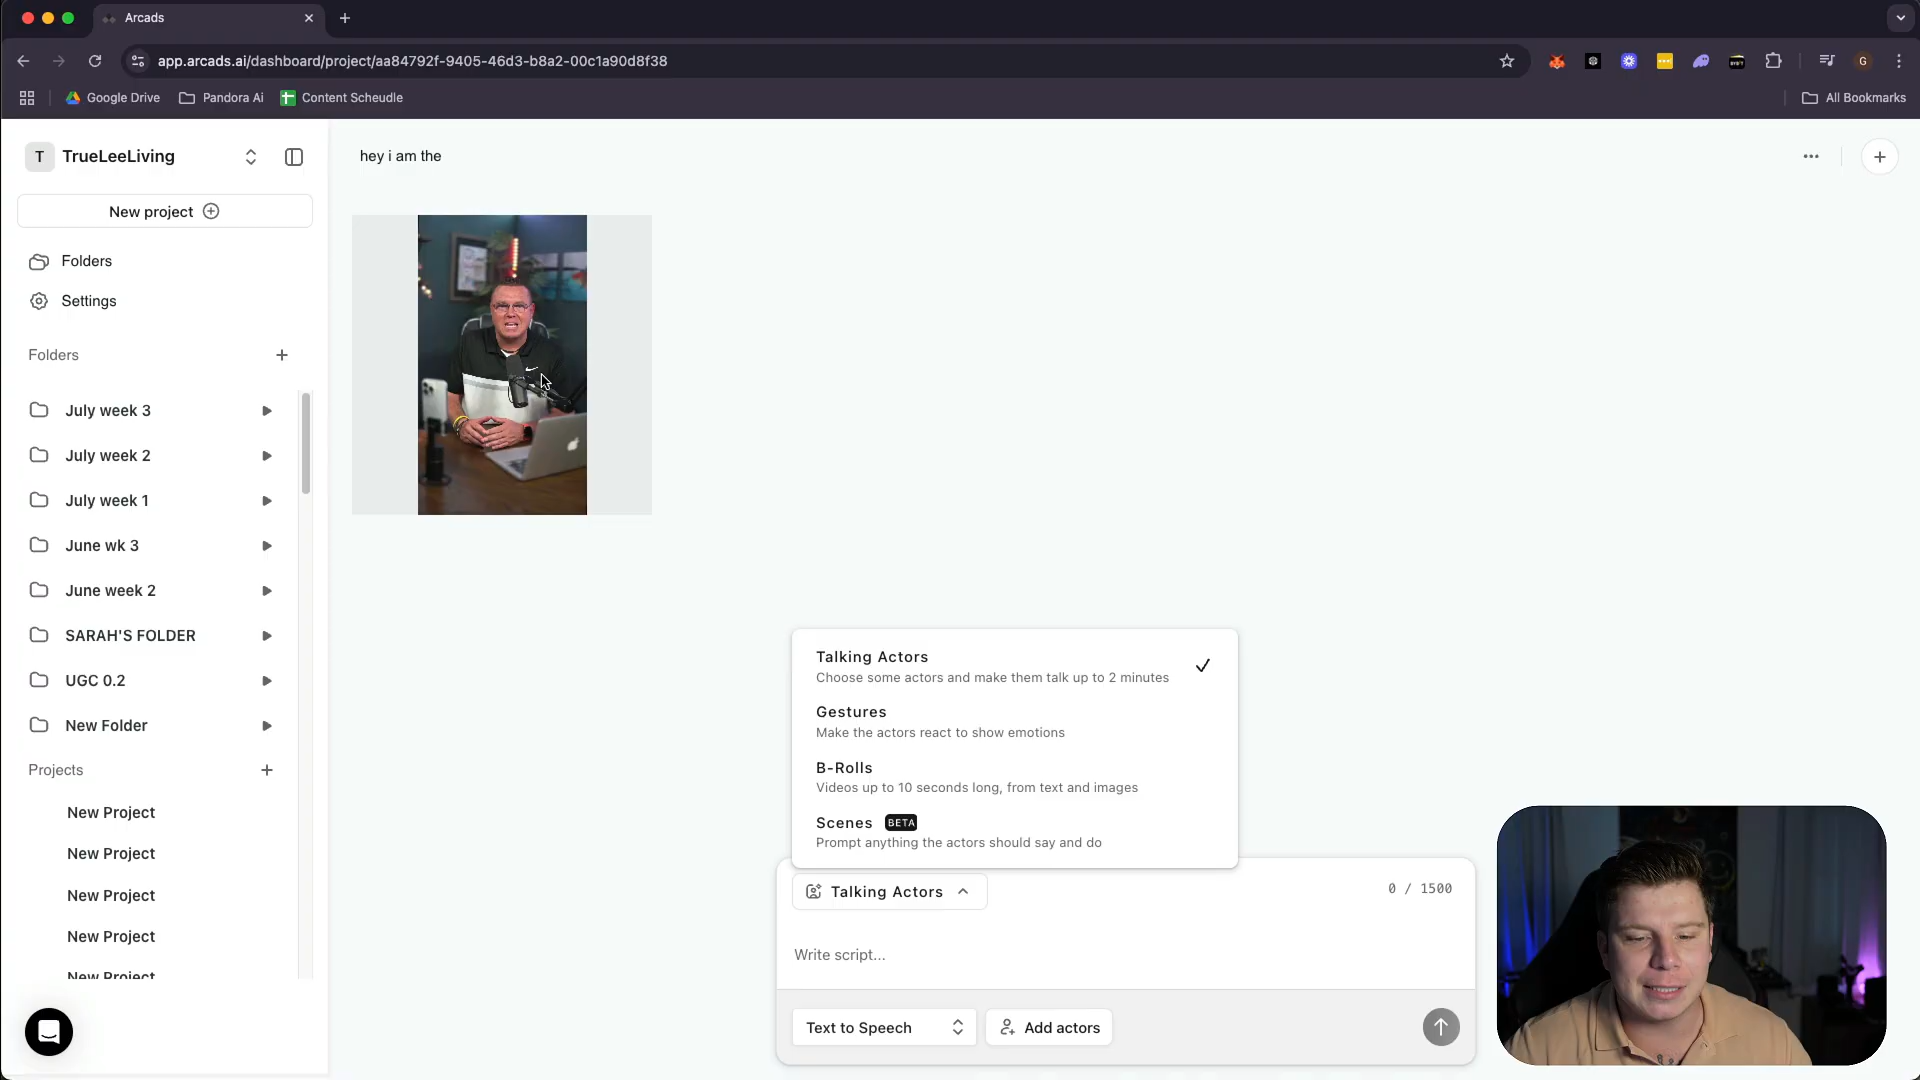 Arcads
app.arcads.ai/dashboard/project/aa84792f-9405-46d3-b8a2-00c1a90d8f38
G
Google Drive
Pandora Ai
Content Scheudle
All Bookmarks
T TrueLeeLiving
New project
Folders
Settings
Folders
July week 3
July week 2
July week 1
June wk 3
June week 2
SARAH'S FOLDER
UGC 0.2
New Folder
Projects
New Project
New Project
New Project
New Project
New Project
hey i am the
Talking Actors
Choose some actors and make them talk up to 2 minutes
Gestures
Make the actors react to show emotions
B-Rolls
Videos up to 10 seconds long, from text and images
Scenes BETA
Prompt anything the actors should say and do
Talking Actors
0 / 1500
Write script...
Text to Speech
Add actors